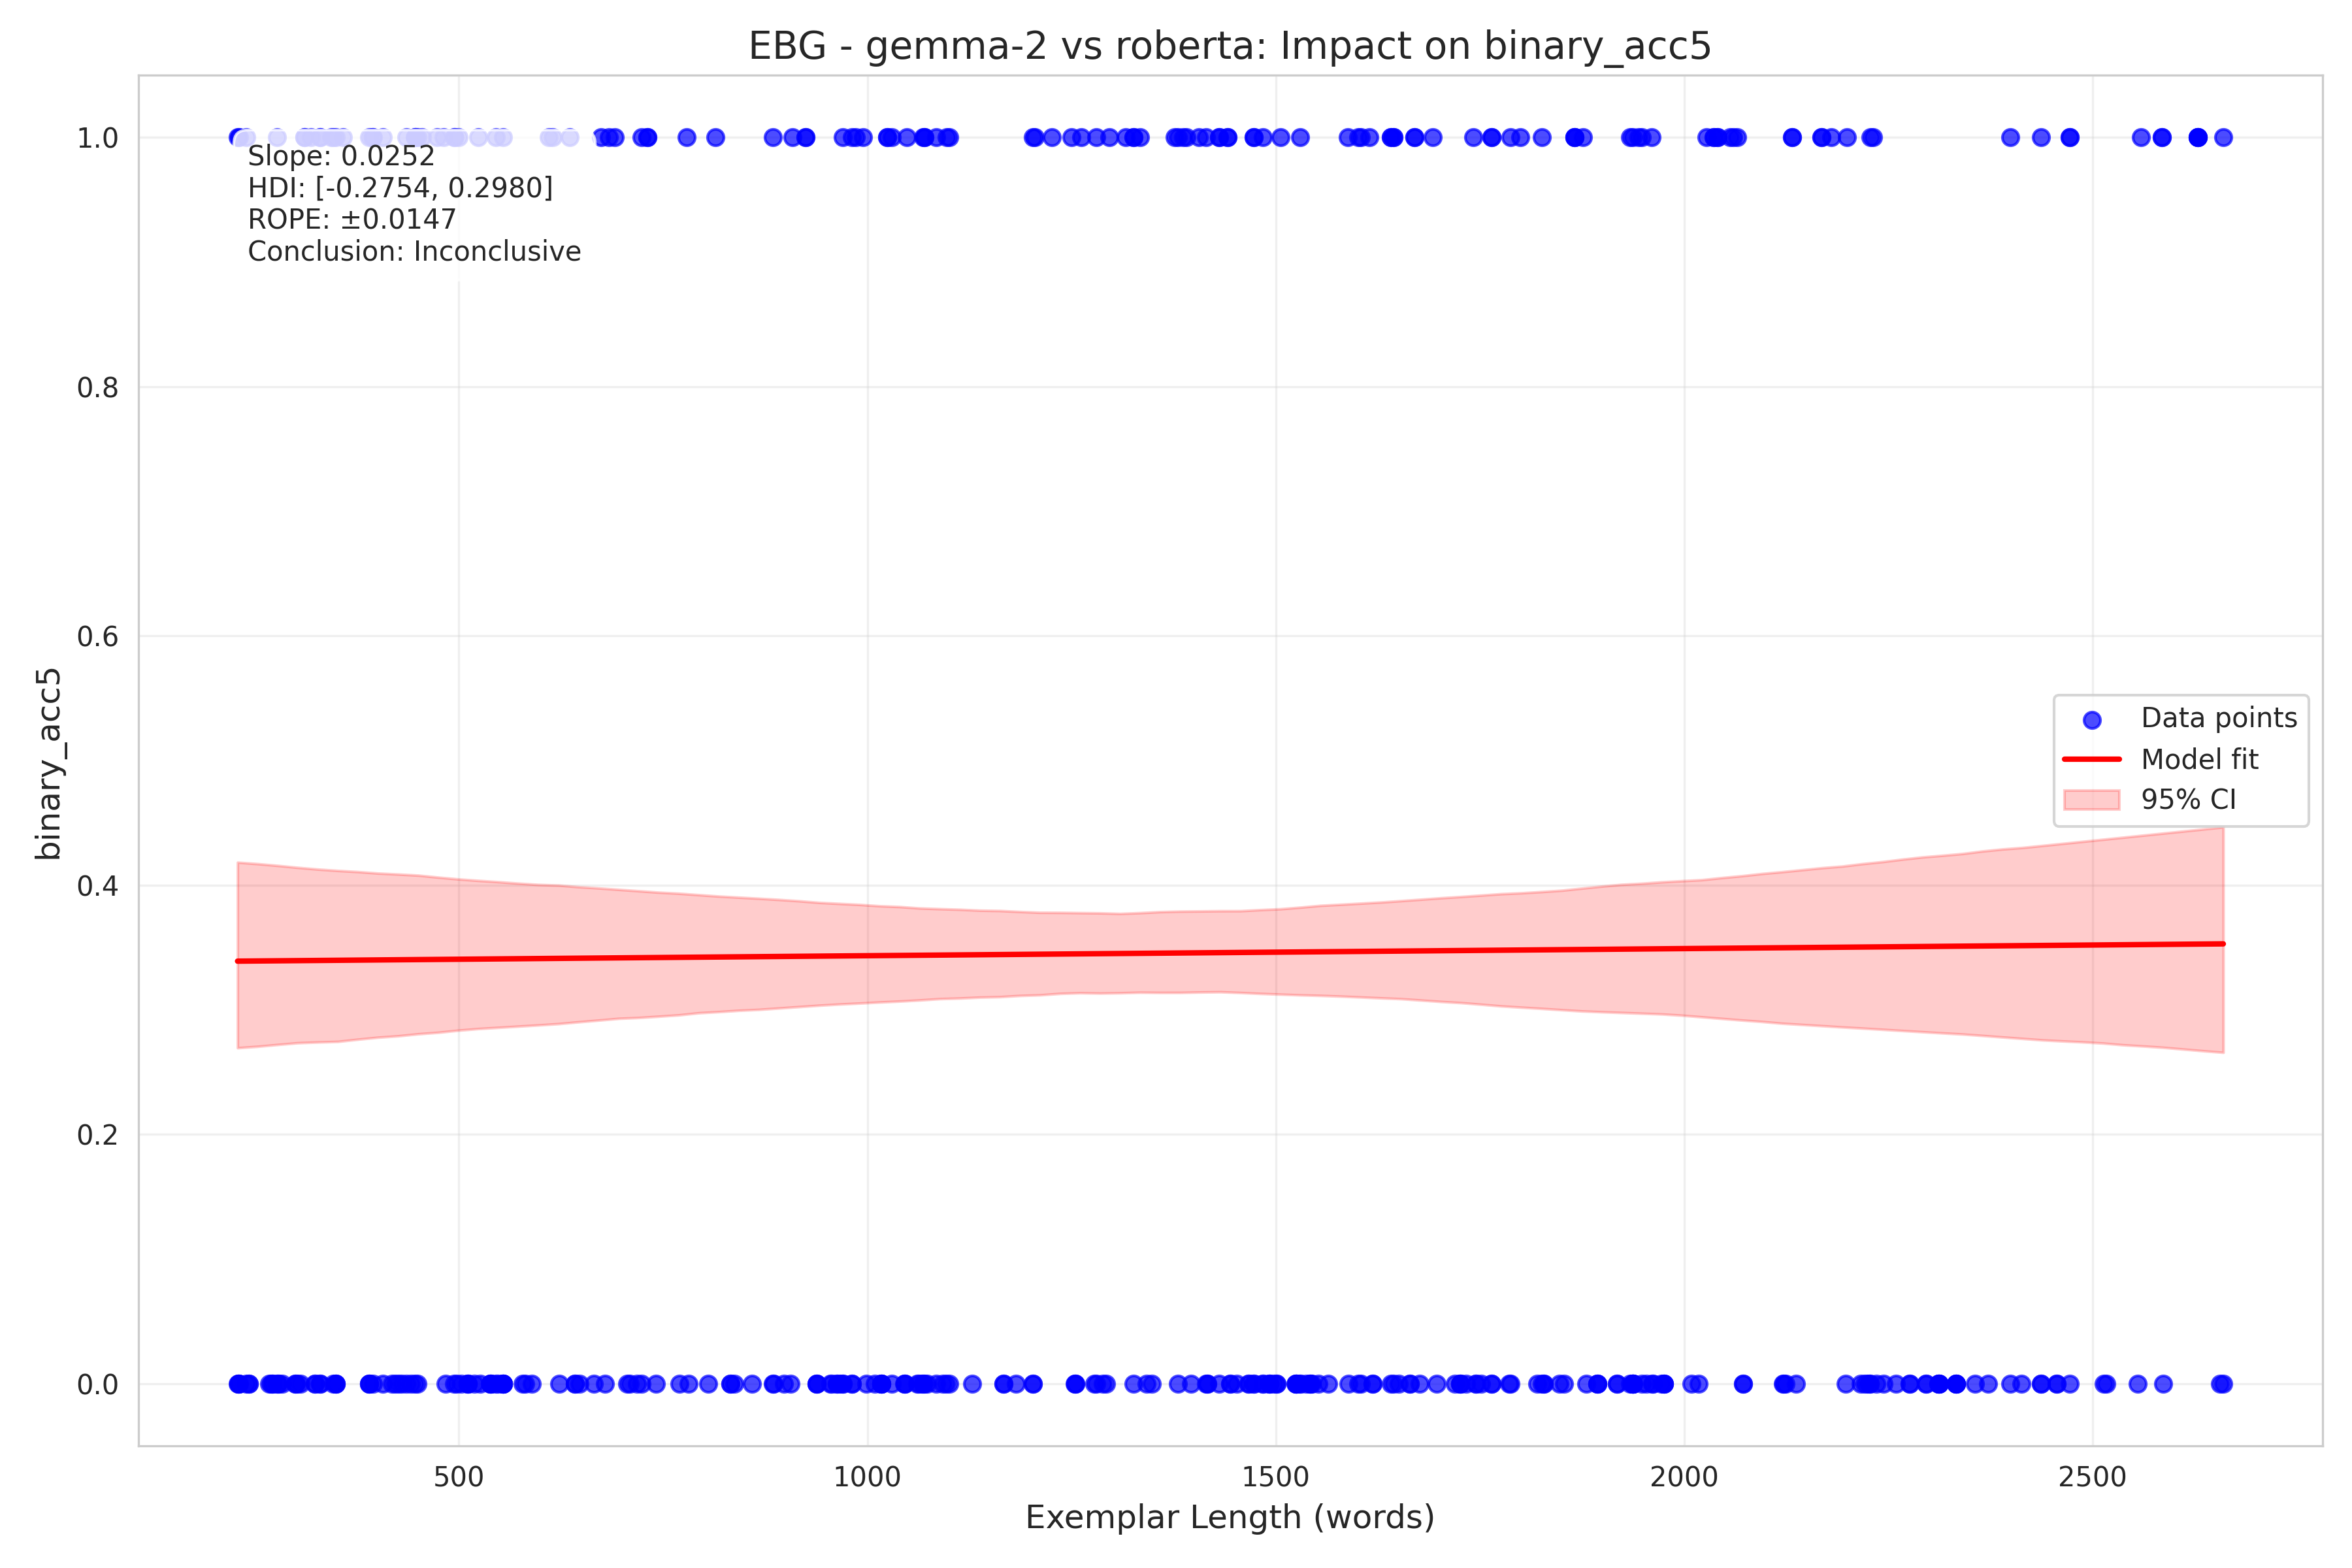 EBG - gemma-2 vs roberta: Impact on binary_acc5
1.0
0.8
0.6
0.4
0.2
0.0
binary_acc5
Slope: 0.0252
HDI: [-0.2754, 0.2980]
ROPE: ±0.0147
Conclusion: Inconclusive
Data points
Model fit
95% CI
500 1000 1500 2000 2500
Exemplar Length (words)